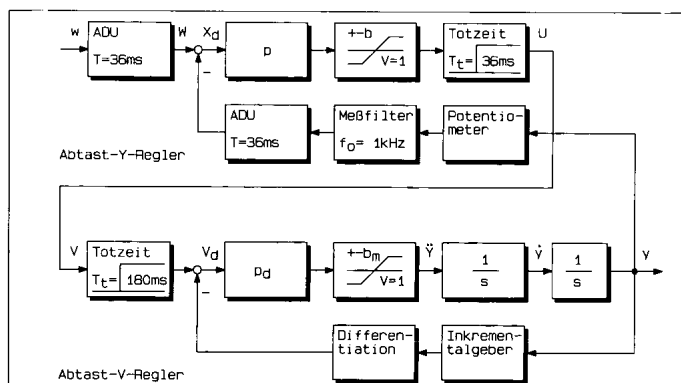 w
ADU
T=36ms
W
X_d
−
p
+-b
V=1
Totzeit
T_t= 36ms
U
ADU
T=36ms
Meßfilter
f_o= 1kHz
Potentio-
meter
Abtast-Y-Regler
V
Totzeit
T_t= 180ms
V_d
−
p_d
+-b_m
V=1
Ÿ
1
s
ẏ
1
s
y
Differen-
tiation
Inkremen-
talgeber
Abtast-V-Regler